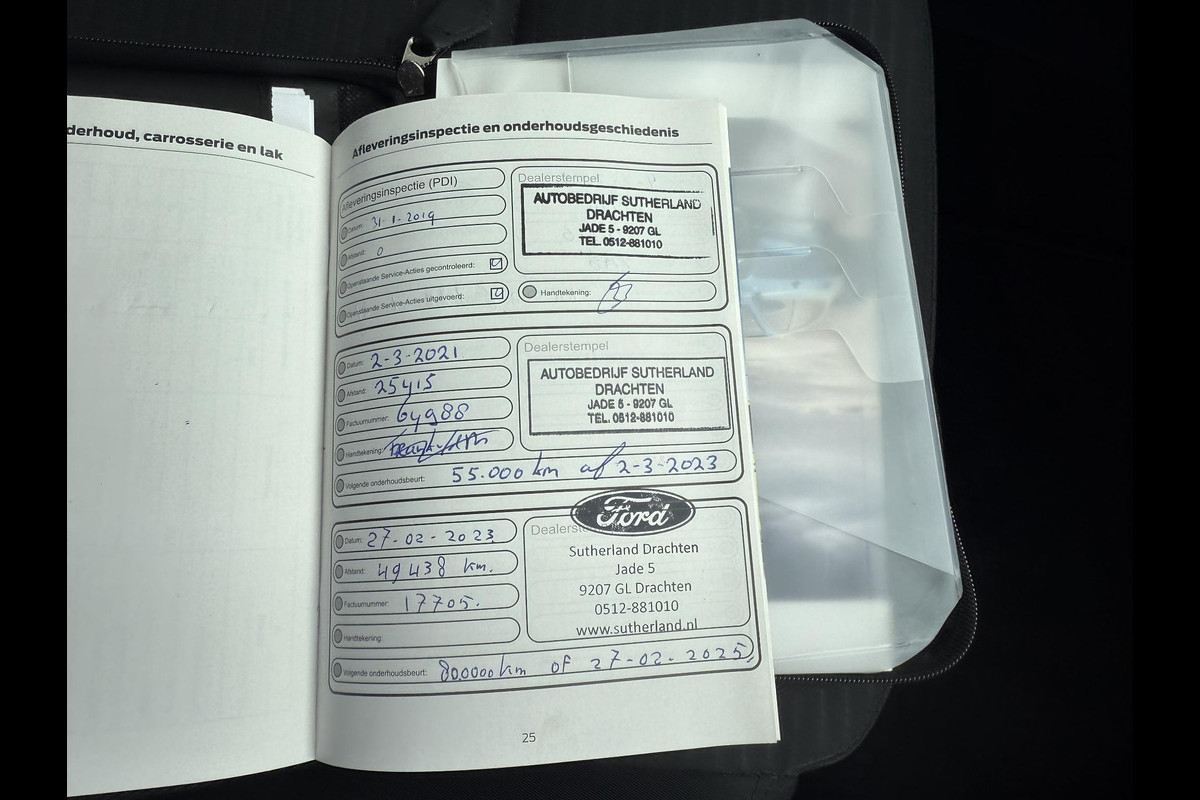 derhoud, carrosserie en lak
Afleveringsinspectie en onderhoudsgeschiedenis
Afleveringsinspectie (PDI)
Datum: 31-1-2019
Afstand: 0
Openstaande Service-Acties gecontroleerd:
Openstaande Service-Acties uitgevoerd:
Dealerstempel
AUTOBEDRIJF SUTHERLAND
DRACHTEN
JADE 5 - 9207 GL
TEL. 0512-881010
Handtekening:
Datum: 2-3-2021
Afstand: 25415
Factuurnummer: 64988
Handtekening:
Dealerstempel
AUTOBEDRIJF SUTHERLAND
DRACHTEN
JADE 5 - 9207 GL
TEL. 0512-881010
Volgende onderhoudsbeurt: 55.000 km of 2-3-2023
Datum: 27-02-2023
Afstand: 49438 km.
Factuurnummer: 17705.
Handtekening:
Dealerst
Ford
Sutherland Drachten
Jade 5
9207 GL Drachten
0512-881010
www.sutherland.nl
Volgende onderhoudsbeurt: 800000 km of 27-02-2025
25